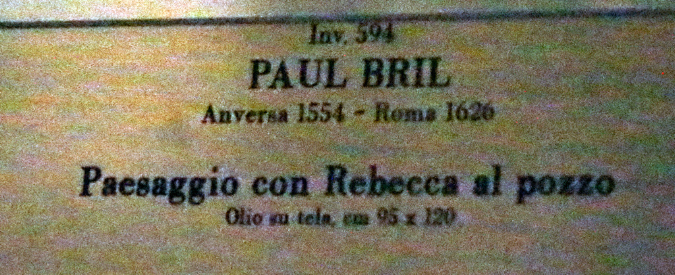 Inv. 594
PAUL BRIL
Anversa 1554 - Roma 1626
Paesaggio con Rebecca al pozzo
Olio su tela, cm 95 x 120